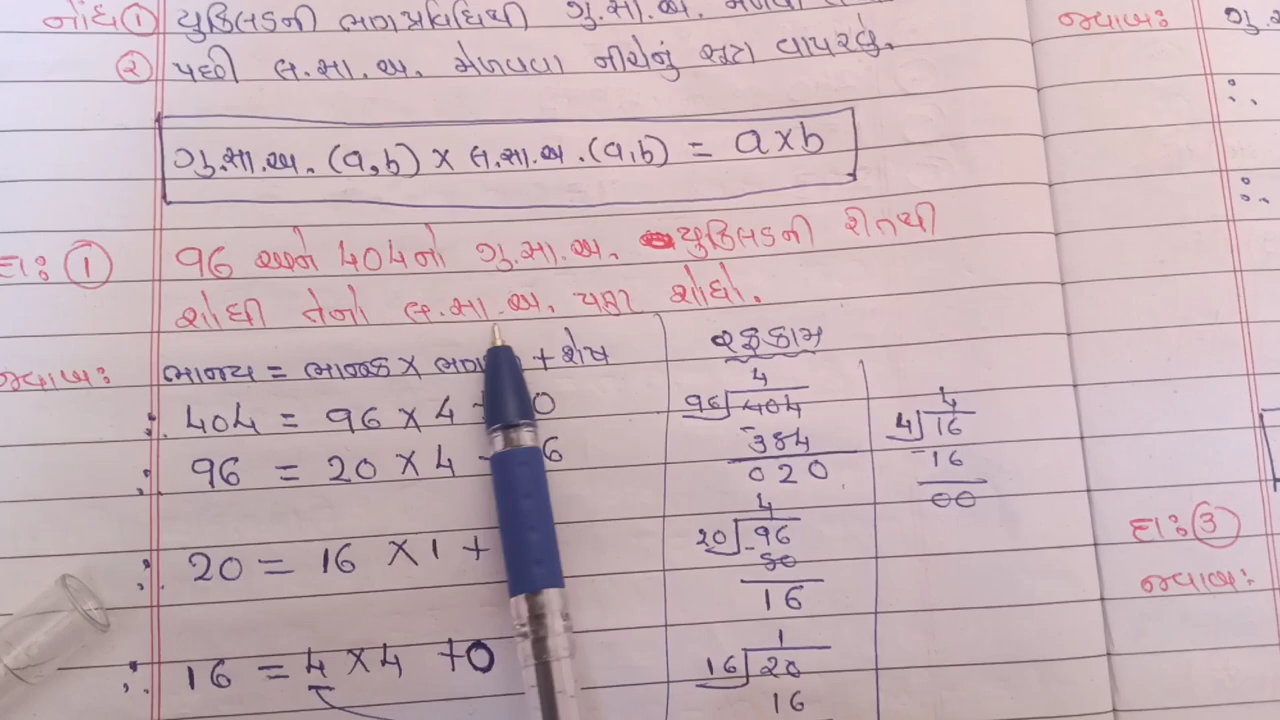 નોંધ ① યુક્લિડની ભાગપ્રવિધિથી ગુ.સા.અ.
② પછી લ.સા.અ. મેળવવા નીચેનું સૂત્ર વાપરવું.
ગુ.સા.અ. (a,b) × લ.સા.અ. (a,b) = a×b
દા: ① 96 અને 404નો ગુ.સા.અ. યુક્લિડની રીતથી
શોધી તેનો લ.સા.અ. પણ શોધો.
જવાબ: ભાજ્ય = ભાજક × + શેષ
∴ 404 = 96 × 4 + 0
∴ 96 = 20 × 4 6
∴ 20 = 16 × 1 +
∴ 16 = 4 × 4 + 0
રફકામ
4
96 404
-384
020
4
20 96
-80
16
1
16 20
16
4
4 16
-16
00
જવાબ:
∴
∴
દા: ③
જવાબ: